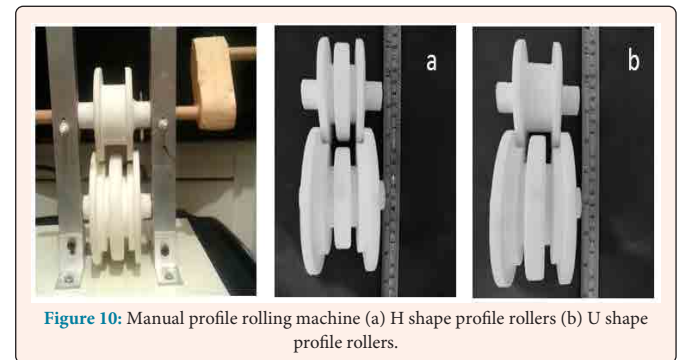 a
b
Figure 10: Manual profile rolling machine (a) H shape profile rollers (b) U shape
profile rollers.